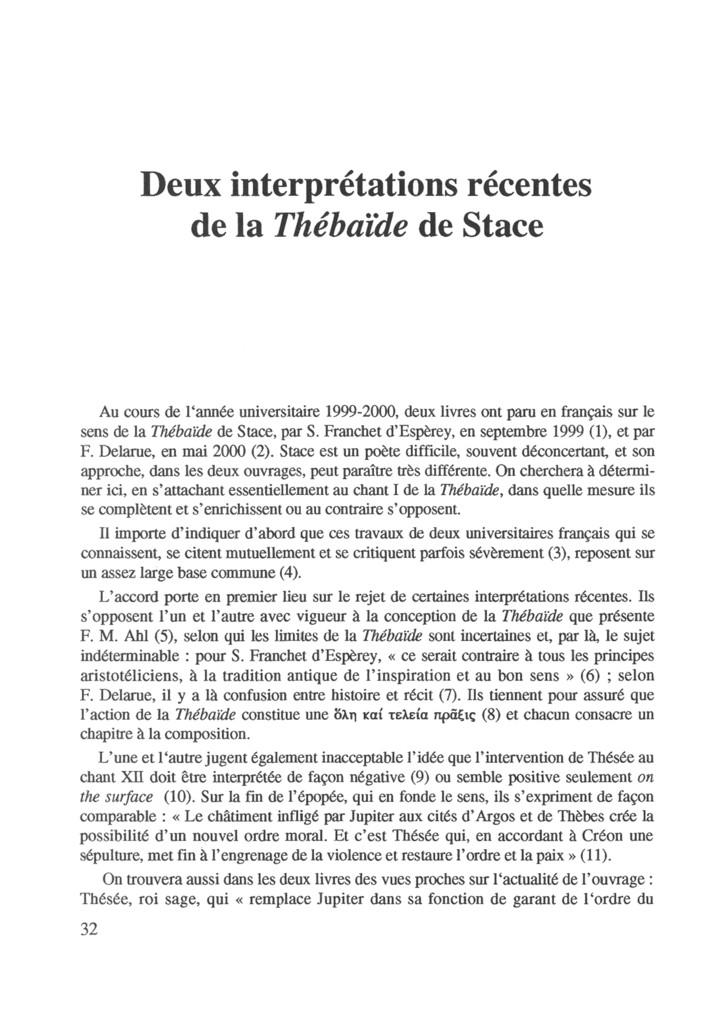 Deux interprétations récentes
de la Thébaïde de Stace
Au cours de l‘année universitaire 1999-2000, deux livres ont paru en français sur le
sens de la Thébaïde de Stace, par S. Franchet d’Espèrey, en septembre 1999 (1), et par
F. Delarue, en mai 2000 (2). Stace est un poète difficile, souvent déconcertant, et son
approche, dans les deux ouvrages, peut paraître très différente. On cherchera à détermi-
ner ici, en s’attachant essentiellement au chant I de la Thébaïde, dans quelle mesure ils
se complètent et s’enrichissent ou au contraire s’opposent.
Il importe d’indiquer d’abord que ces travaux de deux universitaires français qui se
connaissent, se citent mutuellement et se critiquent parfois sévèrement (3), reposent sur
un assez large base commune (4).
L’accord porte en premier lieu sur le rejet de certaines interprétations récentes. Ils
s’opposent l’un et l’autre avec vigueur à la conception de la Thébaïde que présente
F. M. Ahl (5), selon qui les limites de la Thébaïde sont incertaines et, par là, le sujet
indéterminable : pour S. Franchet d’Espèrey, « ce serait contraire à tous les principes
aristotéliciens, à la tradition antique de l’inspiration et au bon sens » (6) ; selon
F. Delarue, il y a là confusion entre histoire et récit (7). Ils tiennent pour assuré que
l’action de la Thébaïde constitue une ὅλη καί τελεία πρᾶξις (8) et chacun consacre un
chapitre à la composition.
L’une et l‘autre jugent également inacceptable l’idée que l’intervention de Thésée au
chant XII doit être interprétée de façon négative (9) ou semble positive seulement on
the surface (10). Sur la fin de l’épopée, qui en fonde le sens, ils s’expriment de façon
comparable : « Le châtiment infligé par Jupiter aux cités d’Argos et de Thèbes crée la
possibilité d’un nouvel ordre moral. Et c’est Thésée qui, en accordant à Créon une
sépulture, met fin à l’engrenage de la violence et restaure l’ordre et la paix » (11).
On trouvera aussi dans les deux livres des vues proches sur l‘actualité de l’ouvrage :
Thésée, roi sage, qui « remplace Jupiter dans sa fonction de garant de l‘ordre du
32